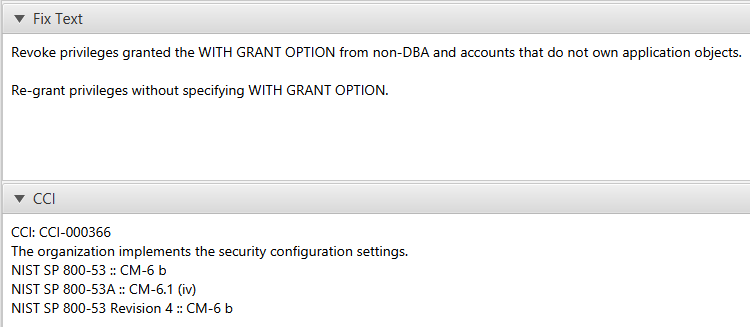 Fix Text
Revoke privileges granted the WITH GRANT OPTION from non-DBA and accounts that do not own application objects.
Re-grant privileges without specifying WITH GRANT OPTION.
CCI
CCI: CCI-000366
The organization implements the security configuration settings.
NIST SP 800-53 :: CM-6 b
NIST SP 800-53A :: CM-6.1 (iv)
NIST SP 800-53 Revision 4 :: CM-6 b